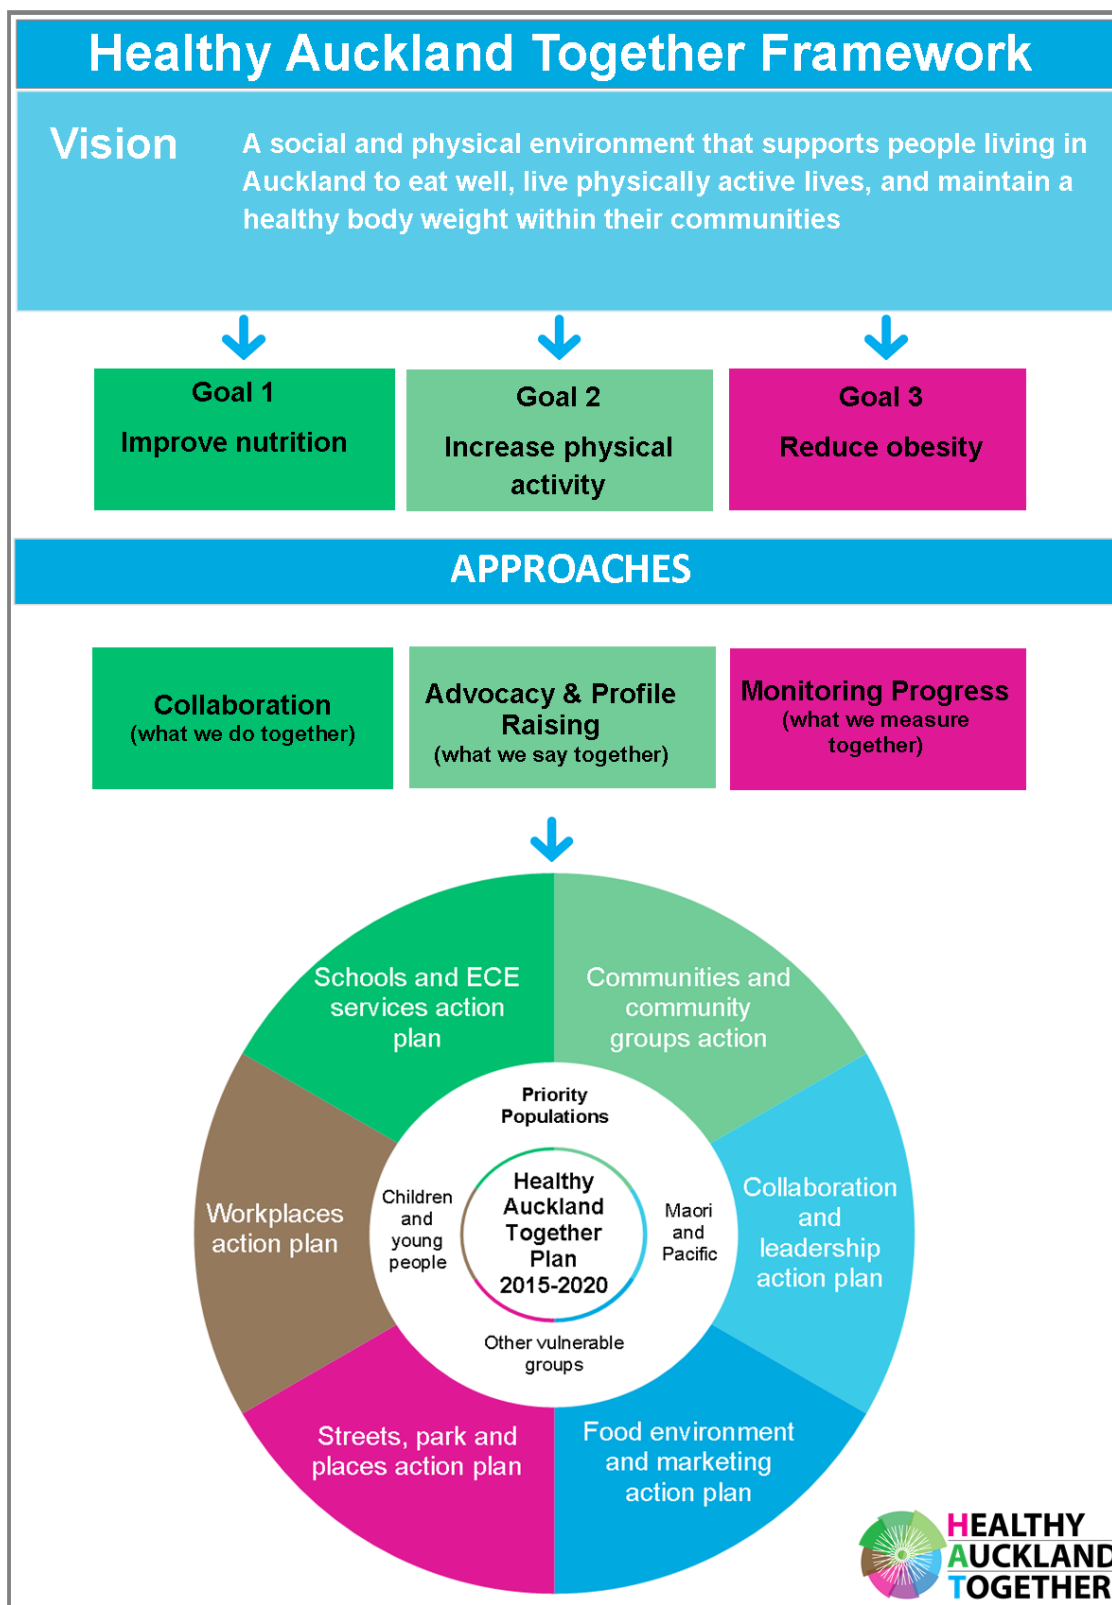 Healthy Auckland Together Framework
Vision
A social and physical environment that supports people living in
Auckland to eat well, live physically active lives, and maintain a
healthy body weight within their communities
Goal 1
Improve nutrition
Goal 2
Increase physical
activity
Goal 3
Reduce obesity
APPROACHES
Collaboration
(what we do together)
Advocacy & Profile
Raising
(what we say together)
Monitoring Progress
(what we measure
together)
Schools and ECE
services action
plan
Communities and
community
groups action
Workplaces
action plan
Collaboration
and
leadership
action plan
Streets, park and
places action plan
Food environment
and marketing
action plan
Priority
Populations
Children
and
young
people
Healthy
Auckland
Together
Plan
2015-2020
Maori
and
Pacific
Other vulnerable
groups
HEALTHY
AUCKLAND
TOGETHER